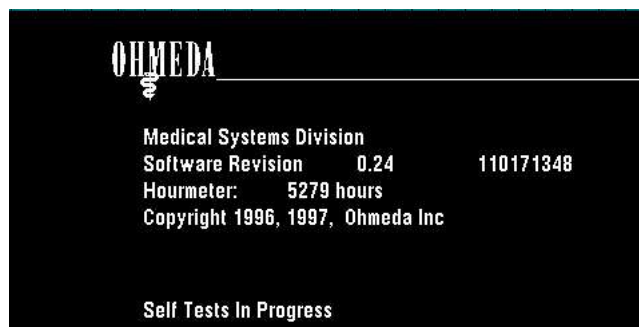 OHMEDA
Medical Systems Division
Software Revision 0.24 110171348
Hourmeter: 5279 hours
Copyright 1996, 1997, Ohmeda Inc
Self Tests In Progress